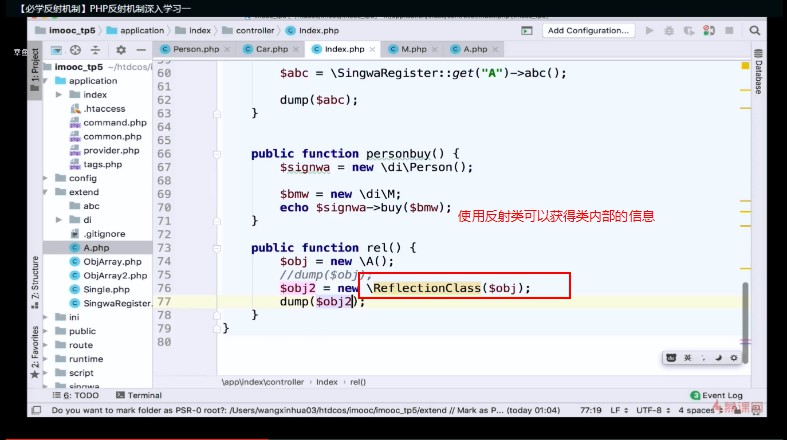 【必学反射机制】PHP反射机制深入学习一
imooc_tp5 application index controller Index.php
Add Configuration...
Person.php Car.php Index.php M.php A.php
1: Project
Z: Structure
2: Favorites
Database
imooc_tp5
application
index
.htaccess
command.php
common.php
provider.php
tags.php
config
extend
abc
di
.gitignore
A.php
ObjArray.php
ObjArray2.php
Single.php
SingwaRegister.
ini
public
route
runtime
script
singwa
60 $abc = \SingwaRegister::get("A")->abc();
61
62 dump($abc);
63 }
64
65
66 public function personbuy() {
67 $signwa = new \di\Person();
68
69 $bmw = new \di\M;
70 echo $signwa->buy($bmw);
71 }
使用反射类可以获得类内部的信息
72
73 public function rel() {
74 $obj = new \A();
75 //dump($obj);
76 $obj2 = new \ReflectionClass($obj);
77 dump($obj2);
78 }
79 }
80
英
\app\index\controller Index rel()
6: TODO Terminal
3 Event Log
Do you want to mark folder as PSR-0 root?: /Users/wangxinhua03/htdcos/imooc/imooc_tp5/extend // Mark as P... (today 01:04) 77:19 LF UTF-8 4 spaces
慕课网